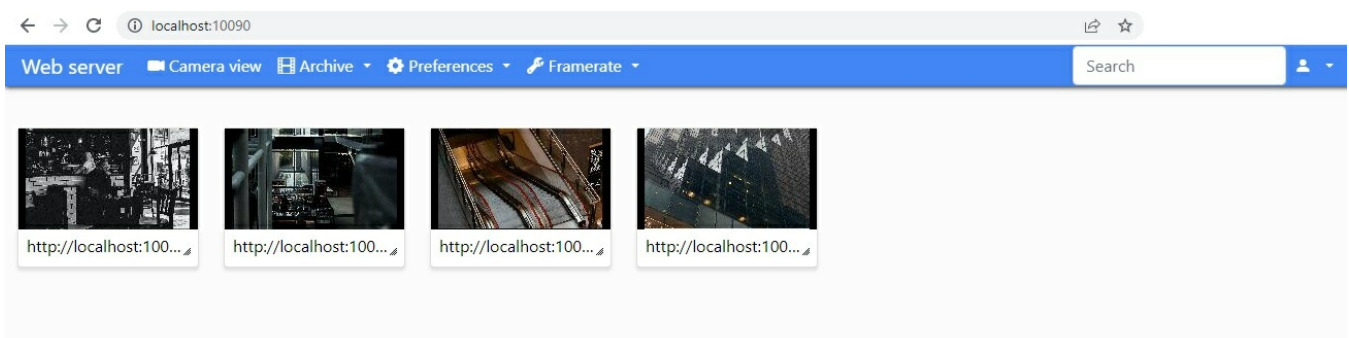 localhost:10090
Web server Camera view Archive Preferences Framerate Search
http://localhost:100... http://localhost:100... http://localhost:100... http://localhost:100...